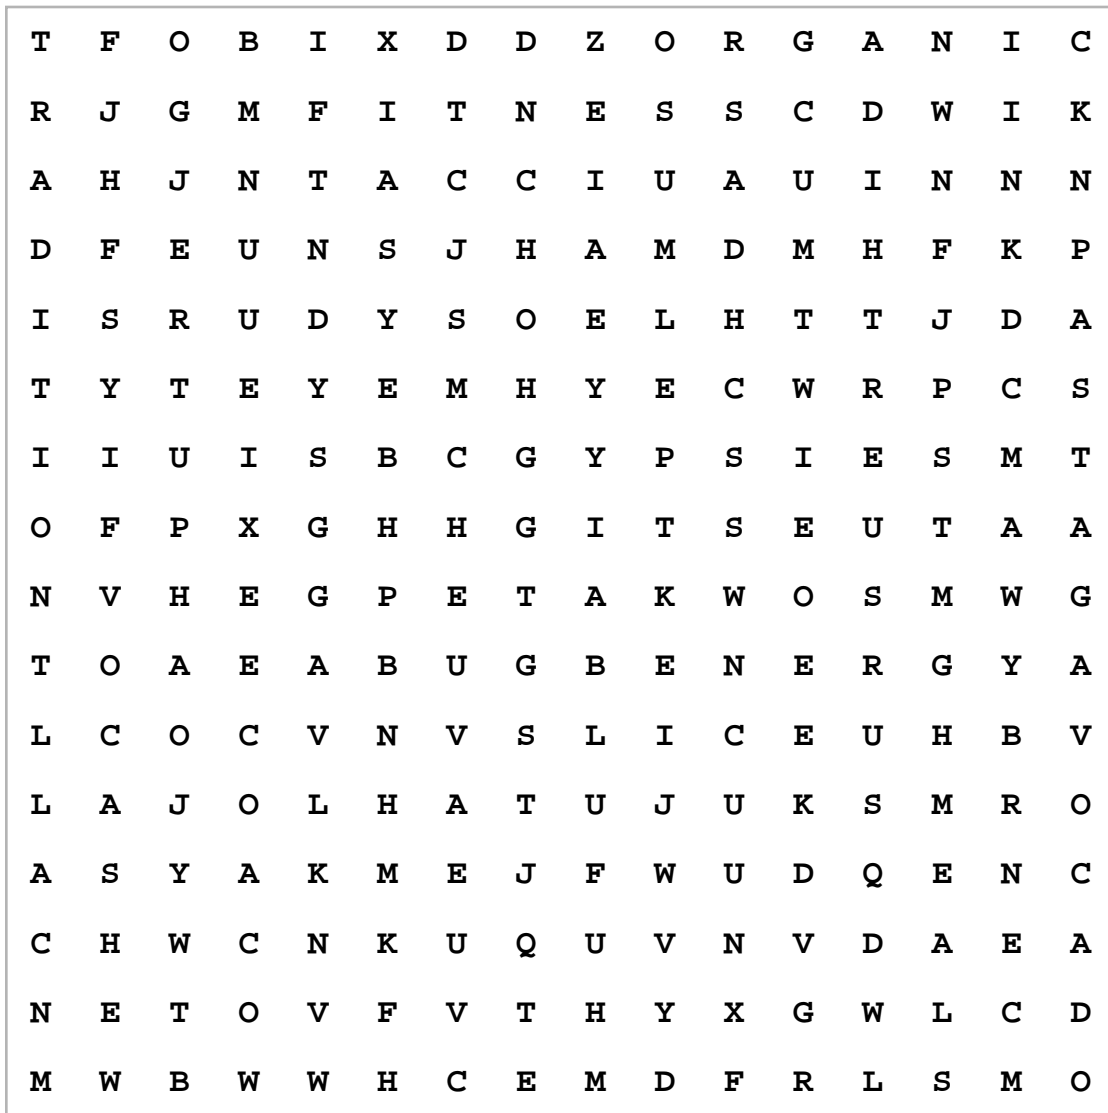 T F O B I X D D Z O R G A N I C
R J G M F I T N E S S C D W I K
A H J N T A C C I U A U I N N N
D F E U N S J H A M D M H F K P
I S R U D Y S O E L H T T J D A
T Y T E Y E M H Y E C W R P C S
I I U I S B C G Y P S I E S M T
O F P X G H H G I T S E U T A A
N V H E G P E T A K W O S M W G
T O A E A B U G B E N E R G Y A
L C O C V N V S L I C E U H B V
L A J O L H A T U J U K S M R O
A S Y A K M E J F W U D Q E N C
C H W C N K U Q U V N V D A E A
N E T O V F V T H Y X G W L C D
M W B W W H C E M D F R L S M O